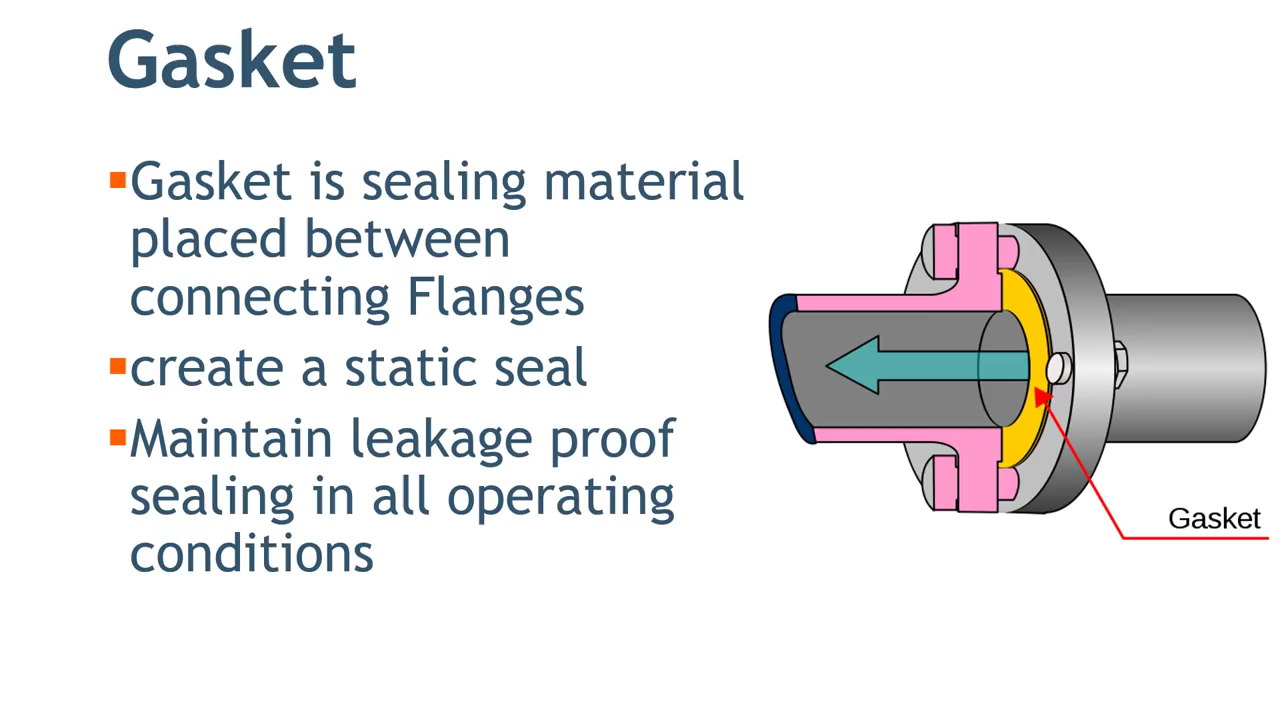 Gasket
▪Gasket is sealing material
placed between
connecting Flanges
▪create a static seal
▪Maintain leakage proof
sealing in all operating
conditions
Gasket